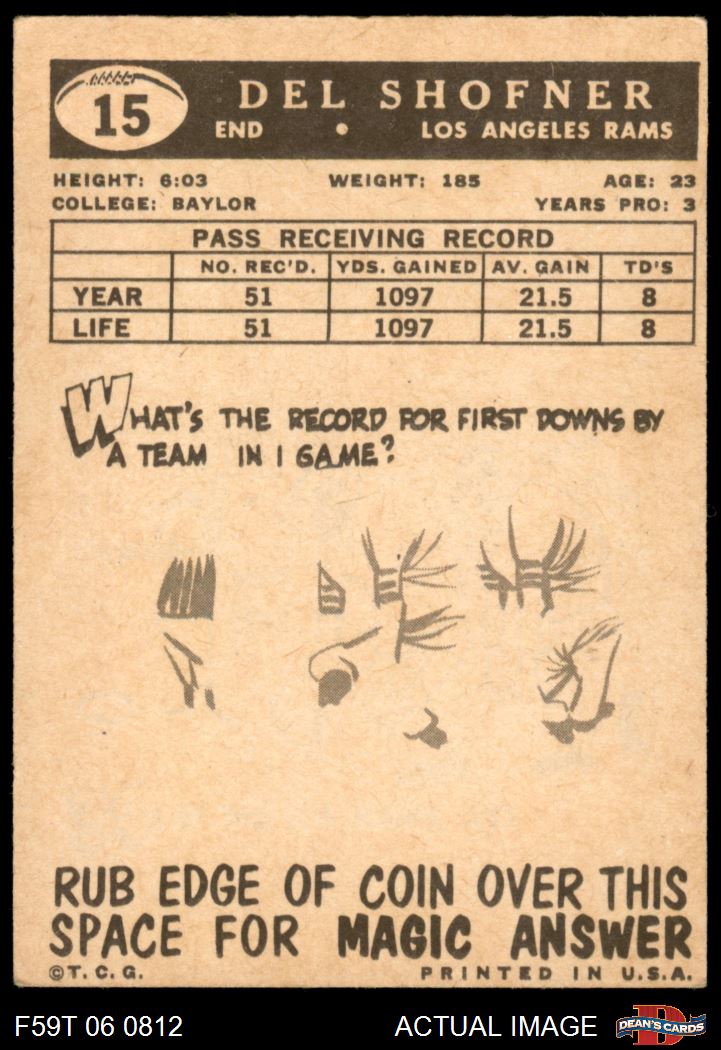 15
DEL SHOFNER
END • LOS ANGELES RAMS
HEIGHT: 6:03 WEIGHT: 185 AGE: 23
COLLEGE: BAYLOR YEARS PRO: 3
PASS RECEIVING RECORD
NO. REC'D. YDS. GAINED AV. GAIN TD'S
YEAR 51 1097 21.5 8
LIFE 51 1097 21.5 8
WHAT'S THE RECORD FOR FIRST DOWNS BY
A TEAM IN 1 GAME?
RUB EDGE OF COIN OVER THIS
SPACE FOR MAGIC ANSWER
©T. C. G. PRINTED IN U.S.A.
F59T 06 0812 ACTUAL IMAGE D DEAN'S CARDS